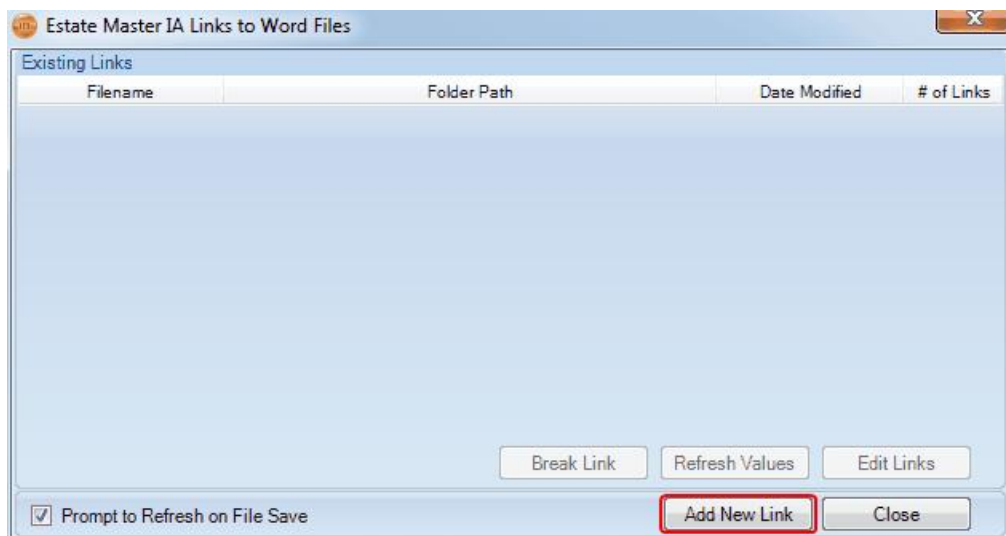 Estate Master IA Links to Word Files
Existing Links
Filename Folder Path Date Modified # of Links
Break Link Refresh Values Edit Links
Prompt to Refresh on File Save Add New Link Close